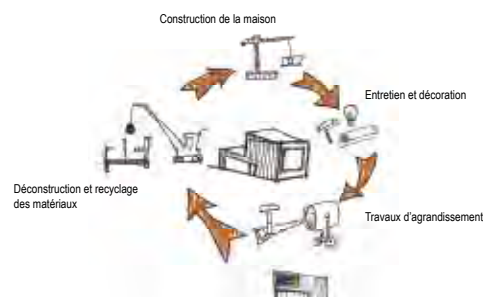 Construction de la maison
Entretien et décoration
Déconstruction et recyclage
des matériaux
Travaux d'agrandissement